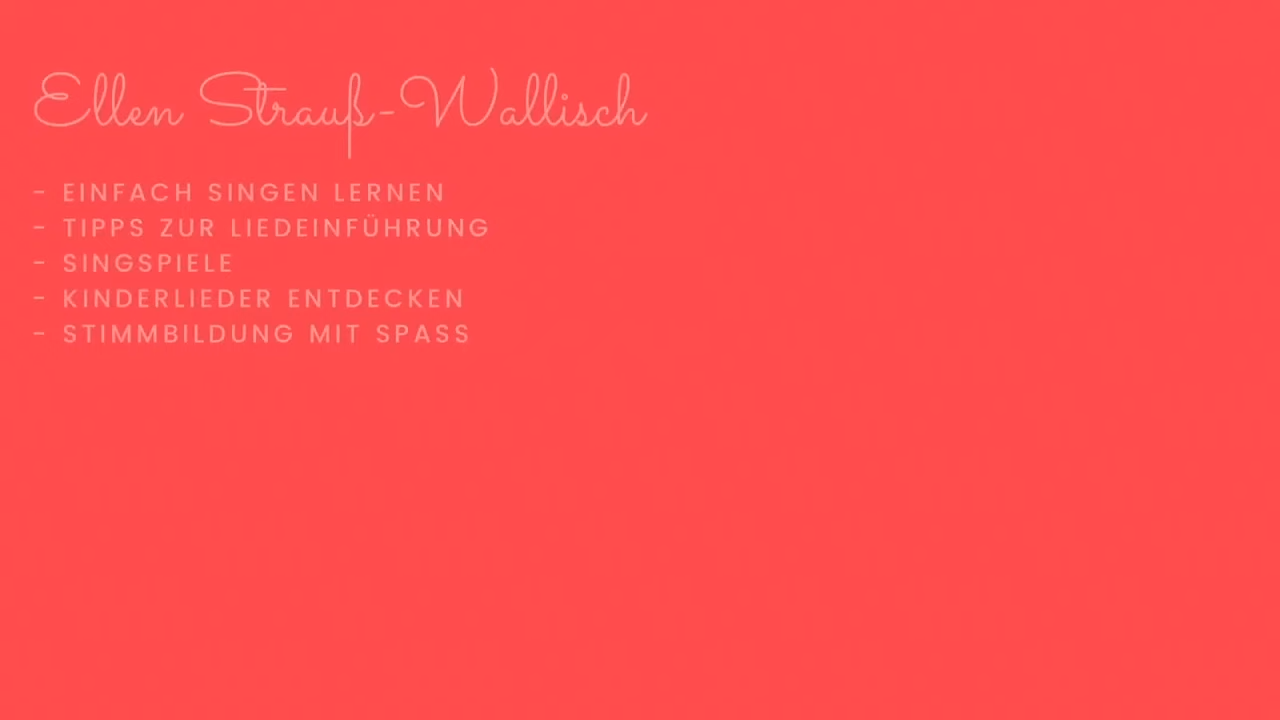 Ellen Strauß-Wallisch
- EINFACH SINGEN LERNEN
- TIPPS ZUR LIEDEINFÜHRUNG
- SINGSPIELE
- KINDERLIEDER ENTDECKEN
- STIMMBILDUNG MIT SPASS